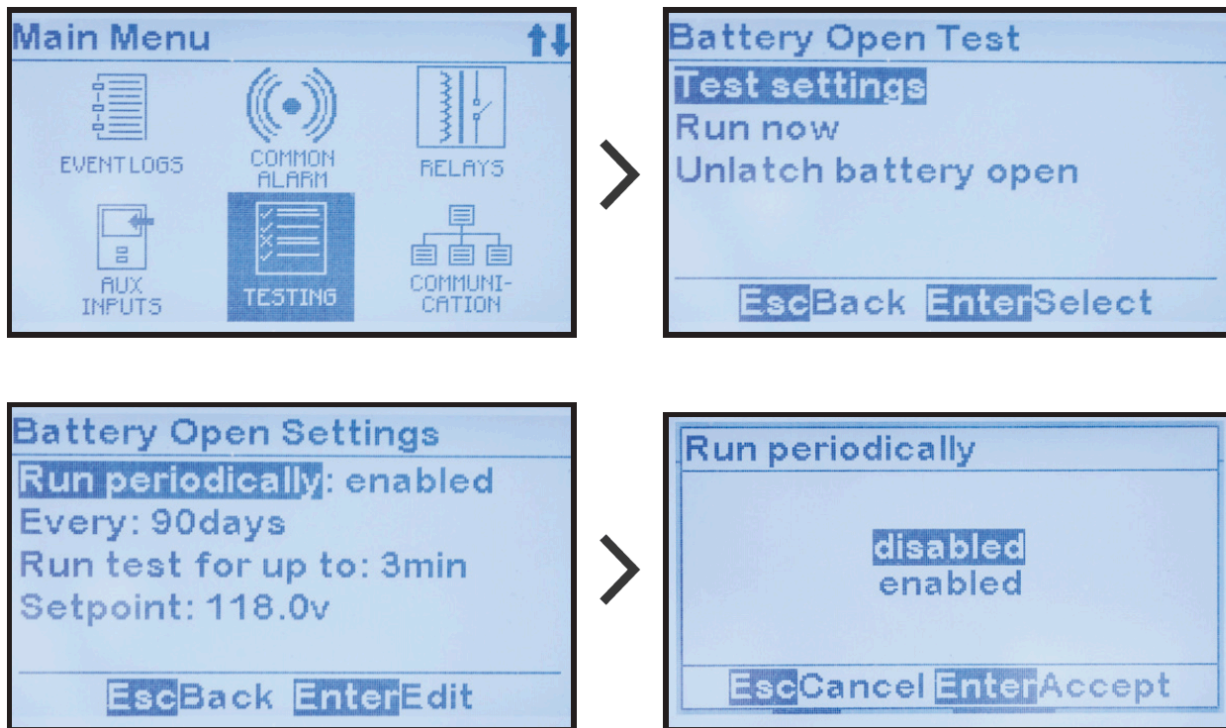 Main Menu
EVENT LOGS
COMMON
ALARM
RELAYS
AUX
INPUTS
TESTING
COMMUNI-
CATION
Battery Open Test
Test settings
Run now
Unlatch battery open
EscBack EnterSelect
Battery Open Settings
Run periodically: enabled
Every: 90days
Run test for up to: 3min
Setpoint: 118.0v
EscBack EnterEdit
Run periodically
disabled
enabled
EscCancel EnterAccept